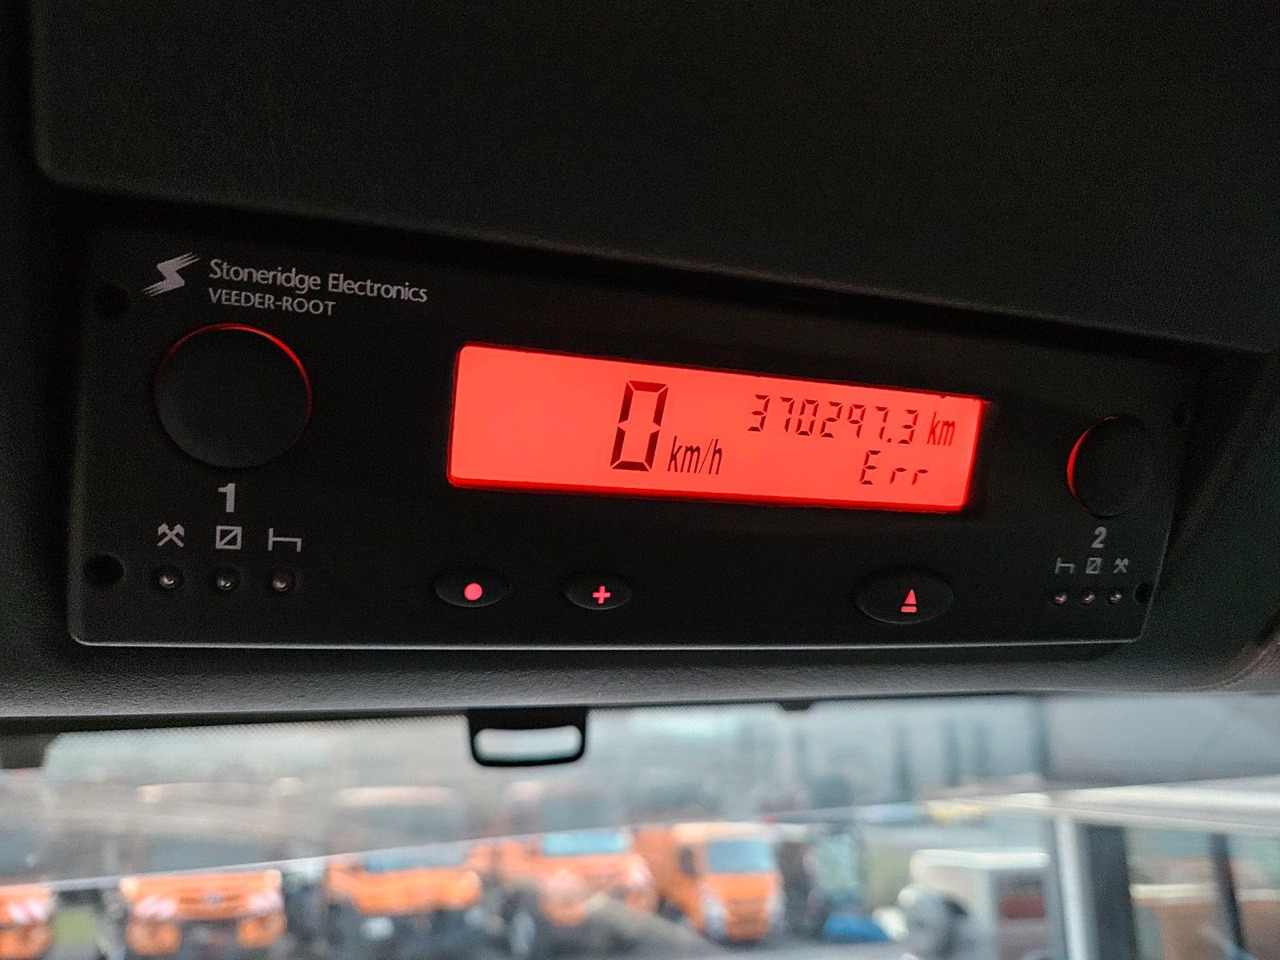 Stoneridge Electronics
VEEDER-ROOT
0 km/h
370297.3 km
Err
1
2